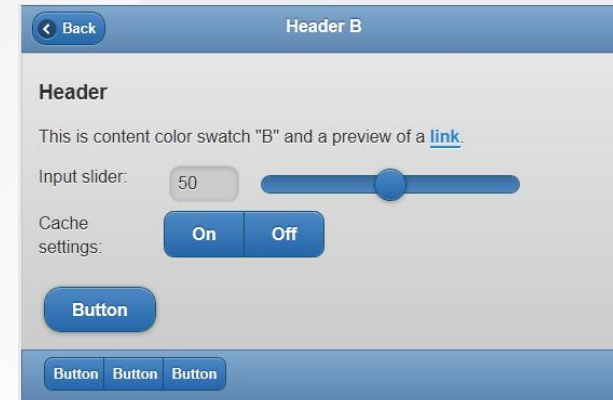 Back
Header B
Header
This is content color swatch "B" and a preview of a link.
Input slider:
50
Cache
settings:
On
Off
Button
Button Button Button